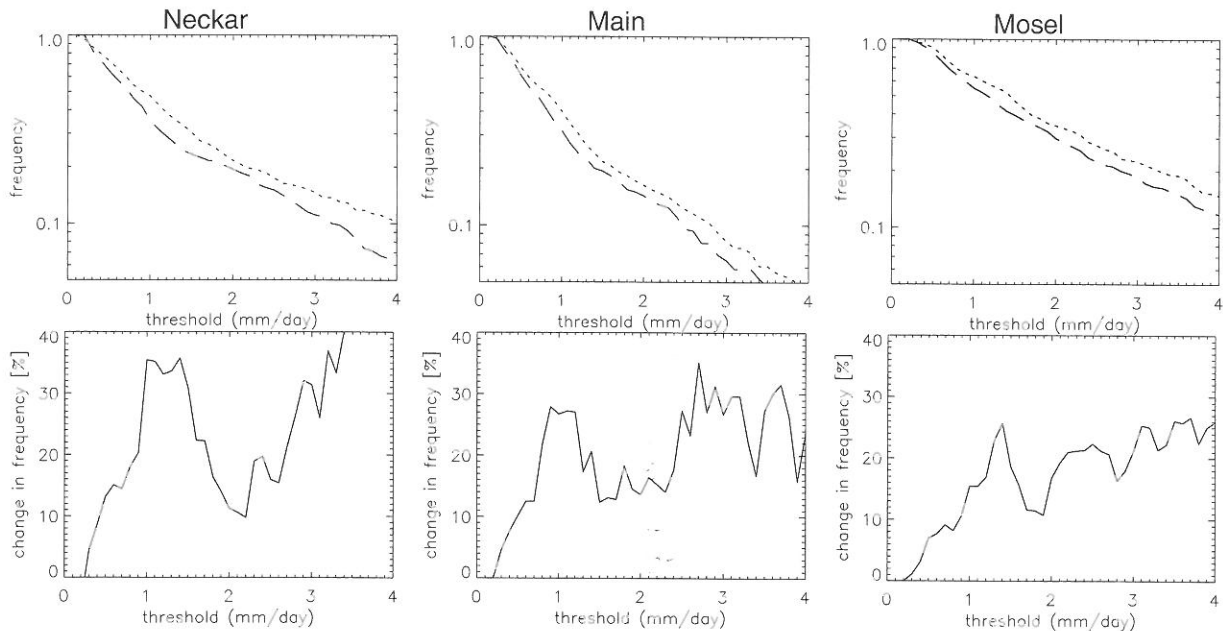 Neckar
Main
Mosel
1.0
0.1
frequency
0 1 2 3 4
threshold (mm/day)
1.0
0.1
frequency
0 1 2 3 4
threshold (mm/day)
1.0
0.1
frequency
0 1 2 3 4
threshold (mm/day)
40
30
20
10
0
change in frequency [%]
0 1 2 3 4
threshold (mm/day)
40
30
20
10
0
change in frequency [%]
0 1 2 3 4
threshold (mm/day)
40
30
20
10
0
change in frequency [%]
0 1 2 3 4
threshold (mm/day)